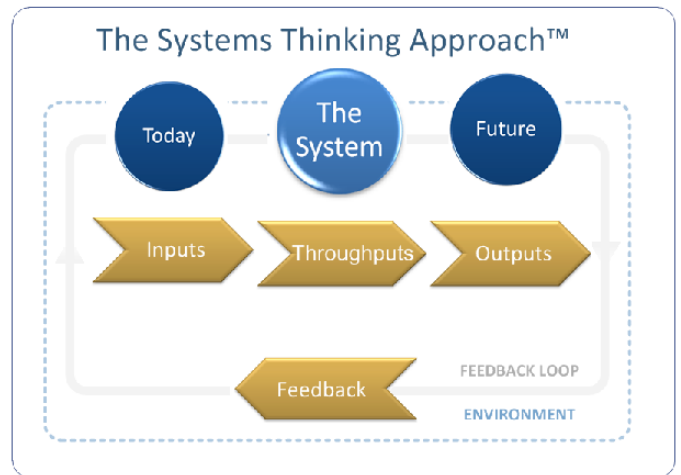 The Systems Thinking Approach™
Today
The
System
Future
Inputs
Throughputs
Outputs
Feedback
FEEDBACK LOOP
ENVIRONMENT